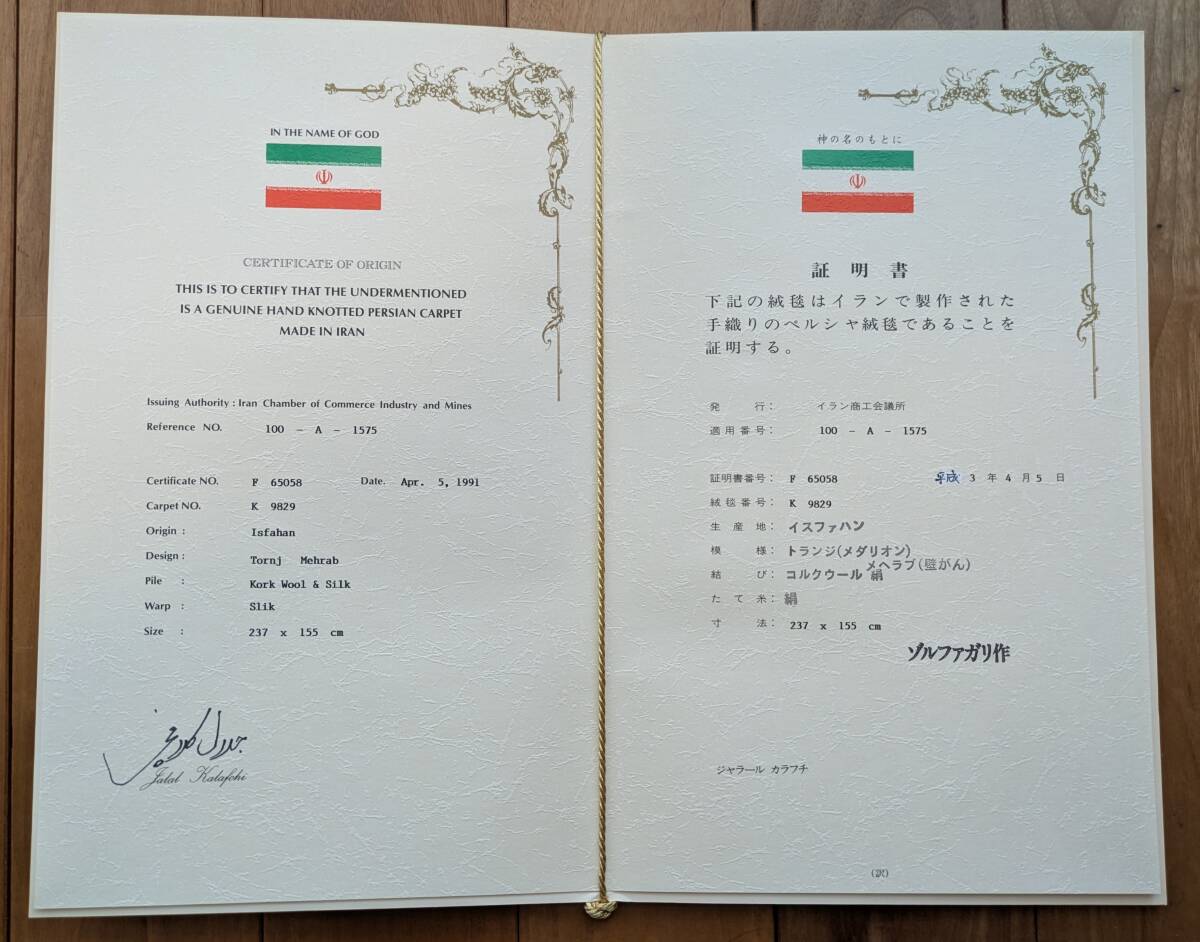 IN THE NAME OF GOD
CERTIFICATE OF ORIGIN
THIS IS TO CERTIFY THAT THE UNDERMENTIONED
IS A GENUINE HAND KNOTTED PERSIAN CARPET
MADE IN IRAN
Issuing Authority : Iran Chamber of Commerce Industry and Mines
Reference NO. 100 - A - 1575
Certificate NO. F 65058 Date. Apr. 5, 1991
Carpet NO. K 9829
Origin : Isfahan
Design : Tornj Mehrab
Pile : Kork Wool & Silk
Warp : Slik
Size : 237 x 155 cm
Jalal Kalafchi
神の名のもとに
証明書
下記の絨毯はイランで製作された
手織りのペルシャ絨毯であることを
証明する。
発行: イラン商工会議所
適用番号: 100 - A - 1575
証明書番号: F 65058 平成 3 年 4 月 5 日
絨毯番号: K 9829
生産地: イスファハン
模様: トランジ(メダリオン)
メヘラブ(壁がん)
結び: コルクウール 絹
たて糸: 絹
寸法: 237 x 155 cm
ゾルファガリ作
ジャラール カラフチ
(訳)